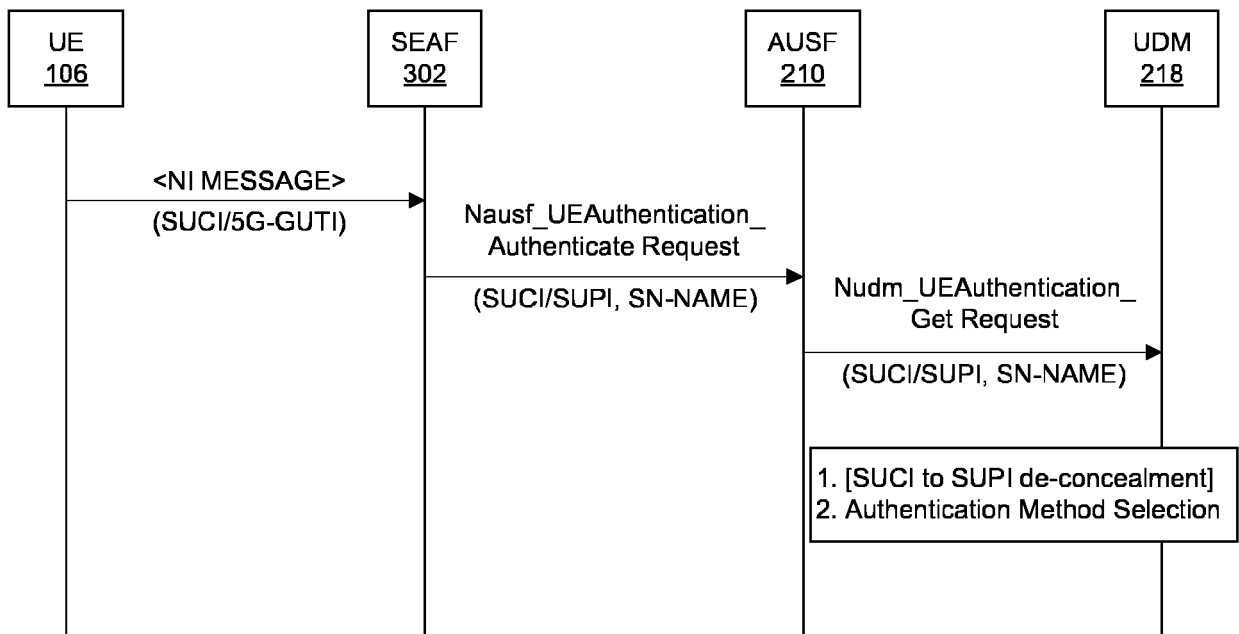 UE
106
SEAF
302
AUSF
210
UDM
218
<NI MESSAGE>
(SUCI/5G-GUTI)
Nausf_UEAuthentication_
Authenticate Request
(SUCI/SUPI, SN-NAME)
Nudm_UEAuthentication_
Get Request
(SUCI/SUPI, SN-NAME)
1. [SUCI to SUPI de-concealment]
2. Authentication Method Selection